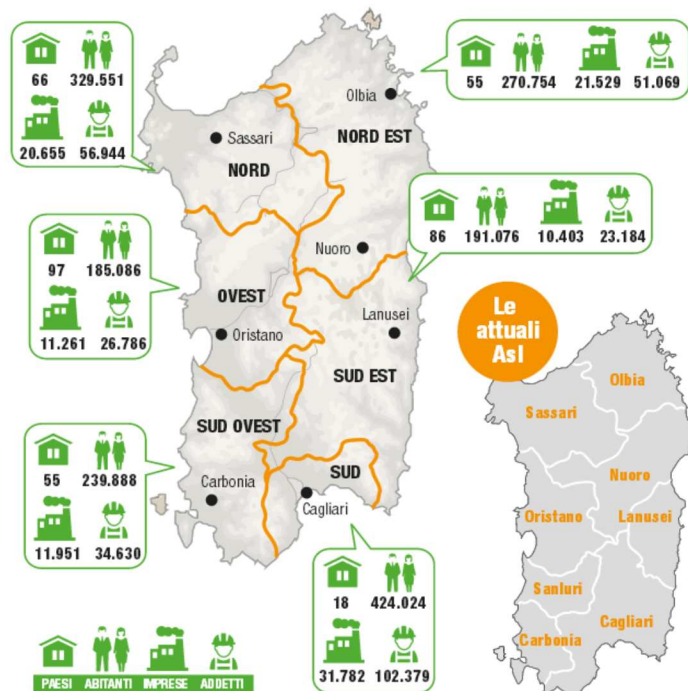 66 329.551
20.655 56.944
55 270.754 21.529 51.069
Olbia
Sassari
NORD EST
NORD
86 191.076 10.403 23.184
Nuoro
97 185.086
11.261 26.786
OVEST
Oristano
Lanusei
SUD EST
Le
attuali
Asl
Olbia
Sassari
Nuoro
Oristano
Lanusei
Sanluri
Carbonia
Cagliari
SUD OVEST
SUD
Carbonia
Cagliari
55 239.888
11.951 34.630
18 424.024
31.782 102.379
PAESI ABITANTI IMPRESE ADDETTI